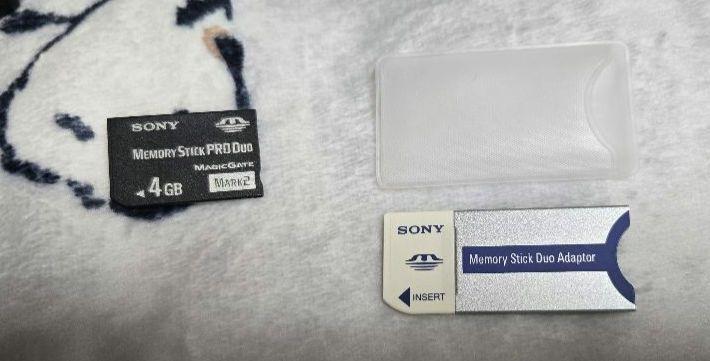 SONY
MEMORY STICK PRO DUO
MAGICGATE
4GB
MARK2
SONY
Memory Stick Duo Adaptor
INSERT